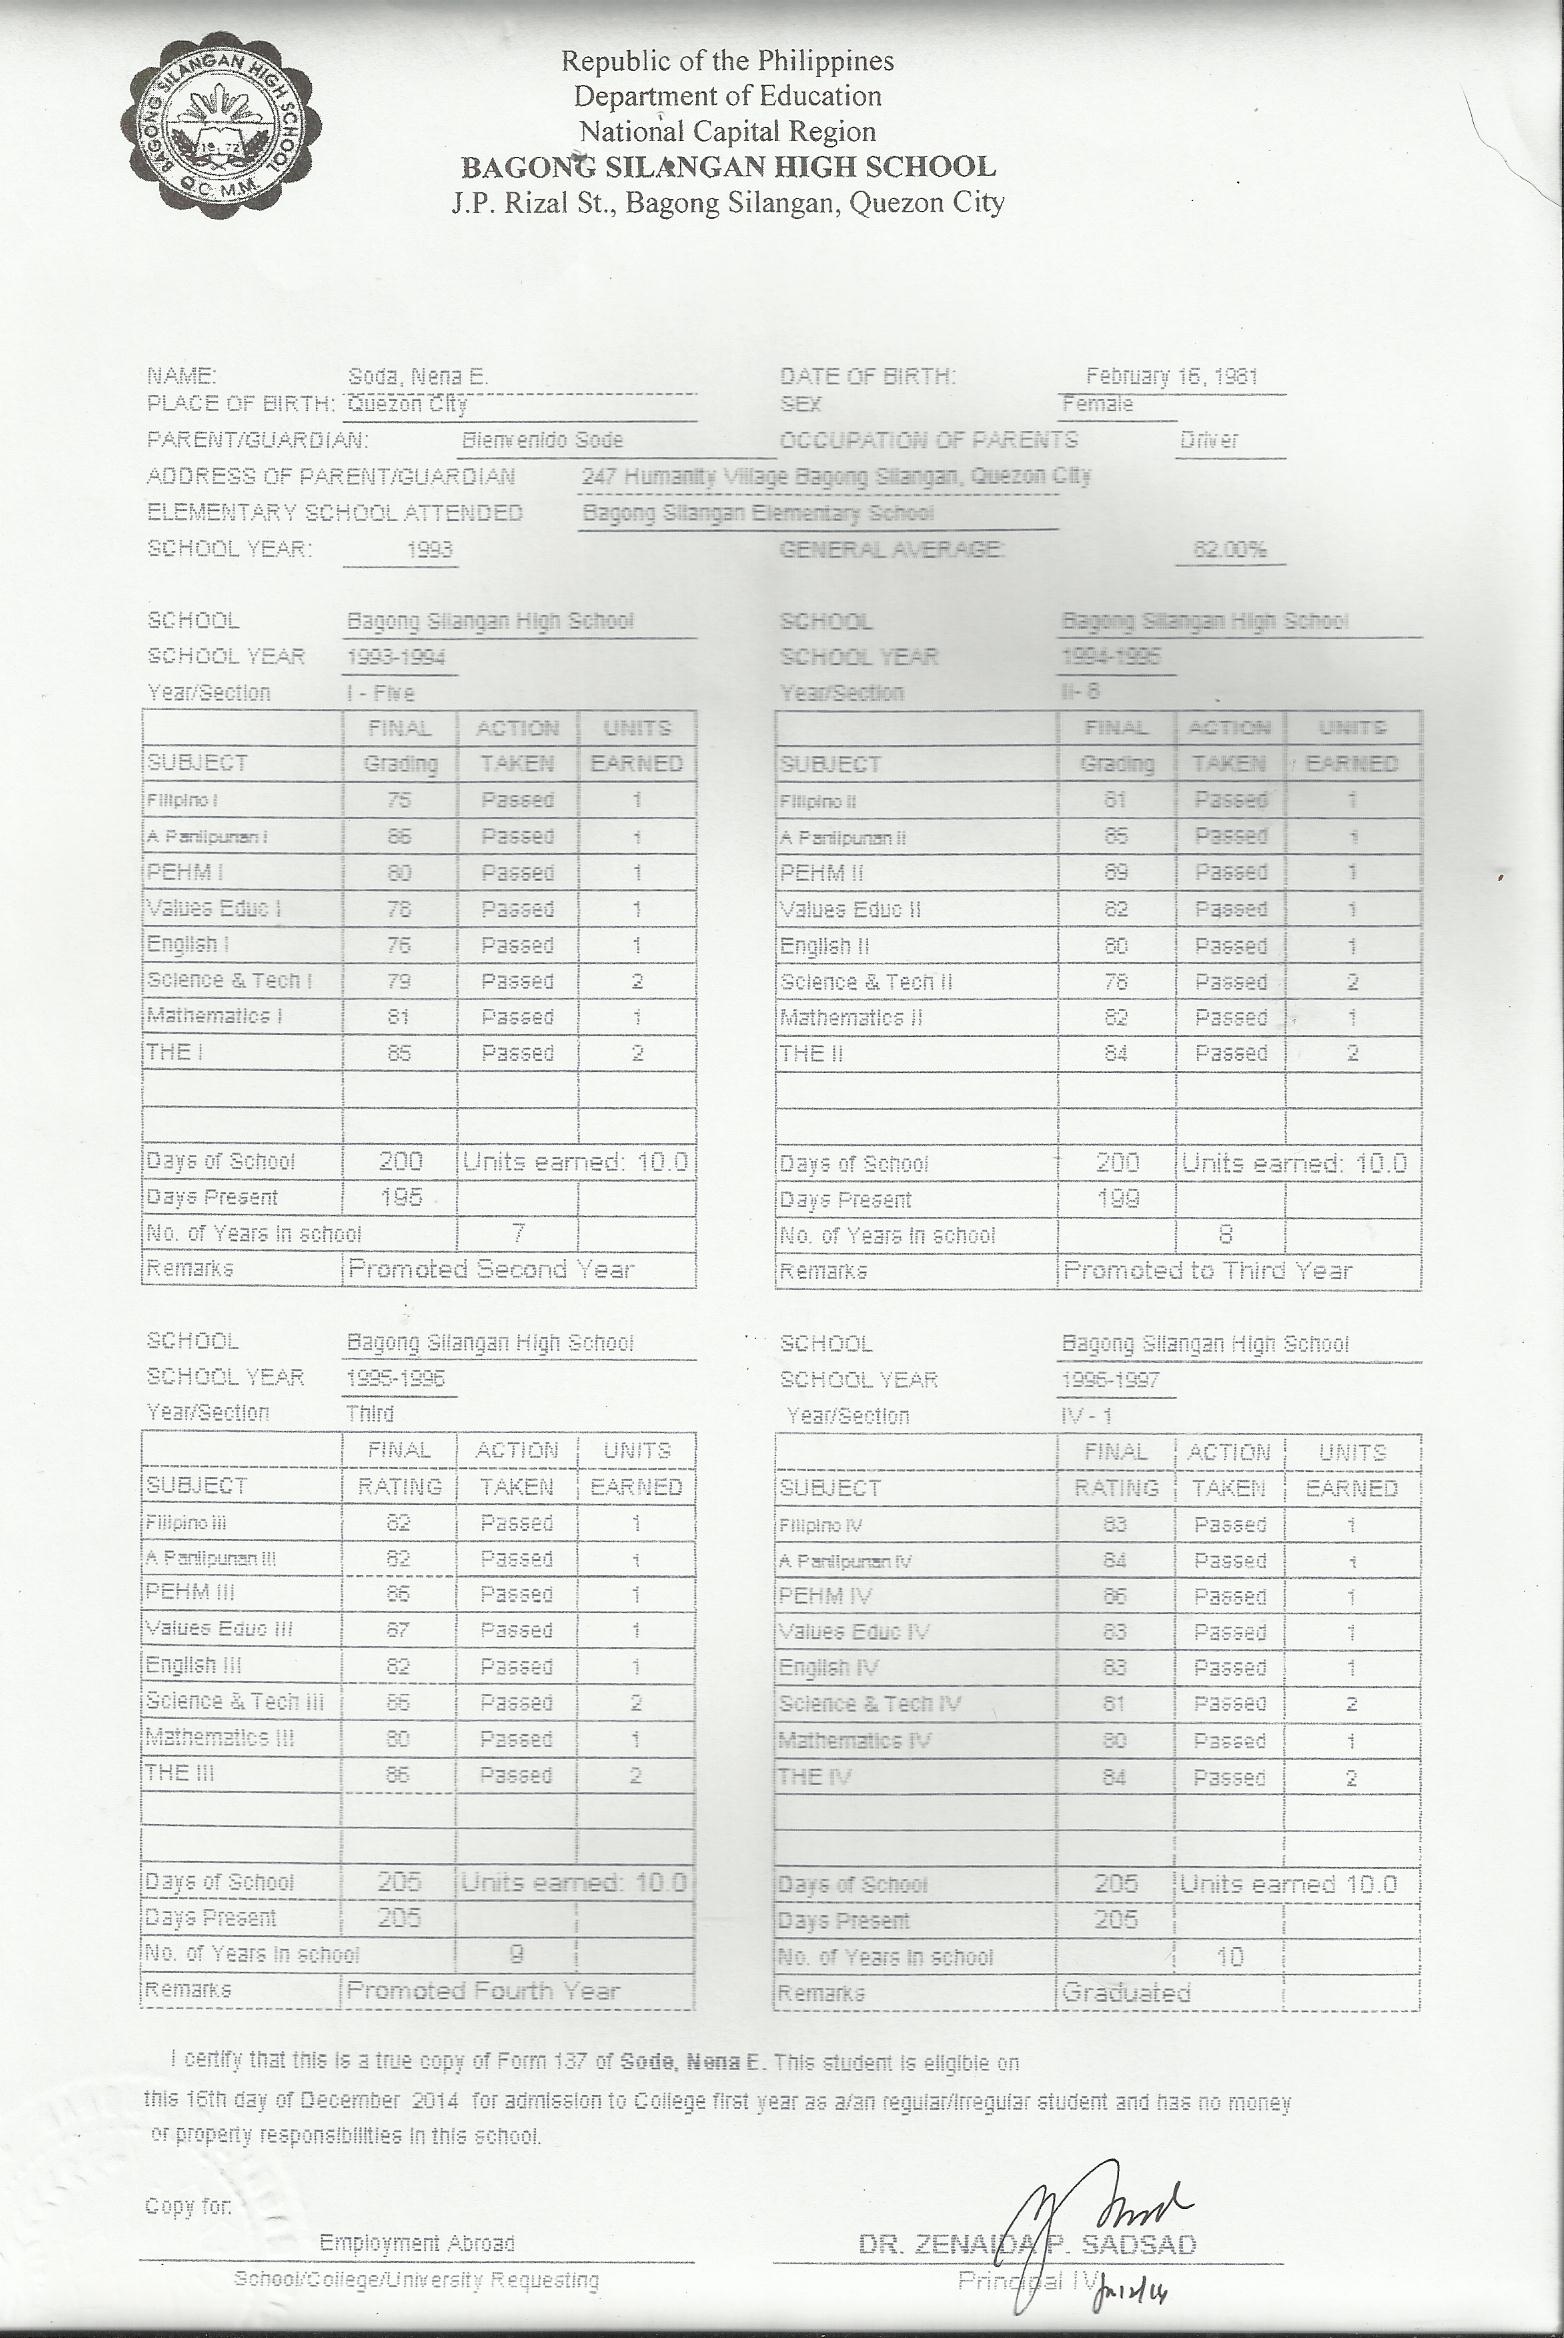 BAGONG SILANGAN HIGH SCHOOL
19 72
Q.C. M.M.
Republic of the Philippines
Department of Education
National Capital Region
BAGONG SILANGAN HIGH SCHOOL
J.P. Rizal St., Bagong Silangan, Quezon City
NAME: Soda, Nena E. DATE OF BIRTH: February 16, 1981
PLACE OF BIRTH: Quezon City SEX Female
PARENT/GUARDIAN: Bienvenido Sode OCCUPATION OF PARENTS Driver
ADDRESS OF PARENT/GUARDIAN 247 Humanity Village Bagong Silangan, Quezon City
ELEMENTARY SCHOOL ATTENDED Bagong Silangan Elementary School
SCHOOL YEAR: 1993 GENERAL AVERAGE: 82.00%
SCHOOL Bagong Silangan High School
SCHOOL YEAR 1993-1994
Year/Section I - Five
FINAL ACTION UNITS
SUBJECT Grading TAKEN EARNED
Filipino I 75 Passed 1
A Panlipunan I Passed 1
PEHM I 80 Passed 1
Values Educ I 78 Passed 1
English I Passed 1
Science & Tech I 79 Passed 2
Mathematics I 81 Passed 1
THE I 85 Passed 2
Days of School 200 Units earned: 10.0
Days Present 195
No. of Years in school 7
Remarks Promoted Second Year
SCHOOL Bagong Silangan High School
SCHOOL YEAR 1994-1995
Year/Section II- 8
FINAL ACTION UNITS
SUBJECT Grading TAKEN EARNED
Filipino II 81 Passed 1
A Panlipunan II 85 Passed 1
PEHM II 89 Passed 1
Values Educ II 82 Passed 1
English II 80 Passed 1
Science & Tech II 78 Passed 2
Mathematics II 82 Passed 1
THE II 84 Passed 2
Days of School 200 Units earned: 10.0
Days Present 199
No. of Years in school 8
Remarks Promoted to Third Year
SCHOOL Bagong Silangan High School
SCHOOL YEAR 1995-1996
Year/Section Third
FINAL ACTION UNITS
SUBJECT RATING TAKEN EARNED
Filipino III 82 Passed 1
A Panlipunan III 82 Passed 1
PEHM III Passed 1
Values Educ III 87 Passed 1
English III 82 Passed 1
Science & Tech III Passed 2
Mathematics III 80 Passed 1
THE III Passed 2
Days of School 205 Units earned: 10.0
Days Present 205
No. of Years in school 9
Remarks Promoted Fourth Year
SCHOOL Bagong Silangan High School
SCHOOL YEAR 1996-1997
Year/Section IV - 1
FINAL ACTION UNITS
SUBJECT RATING TAKEN EARNED
Filipino IV 83 Passed 1
A Panlipunan IV 84 Passed 1
PEHM IV Passed 1
Values Educ IV 83 Passed 1
English IV 83 Passed 1
Science & Tech IV 81 Passed 2
Mathematics IV 80 Passed 1
THE IV 84 Passed 2
Days of School 205 Units earned 10.0
Days Present 205
No. of Years in school 10
Remarks Graduated
I certify that this is a true copy of Form 137 of Sode, Nena E. This student is eligible on
this 16th day of December 2014 for admission to College first year as a/an regular/irregular student and has no money
or property responsibilities in this school.
Copy for:
Employment Abroad
School/College/University Requesting
DR. ZENAIDA P. SADSAD
Principal IV